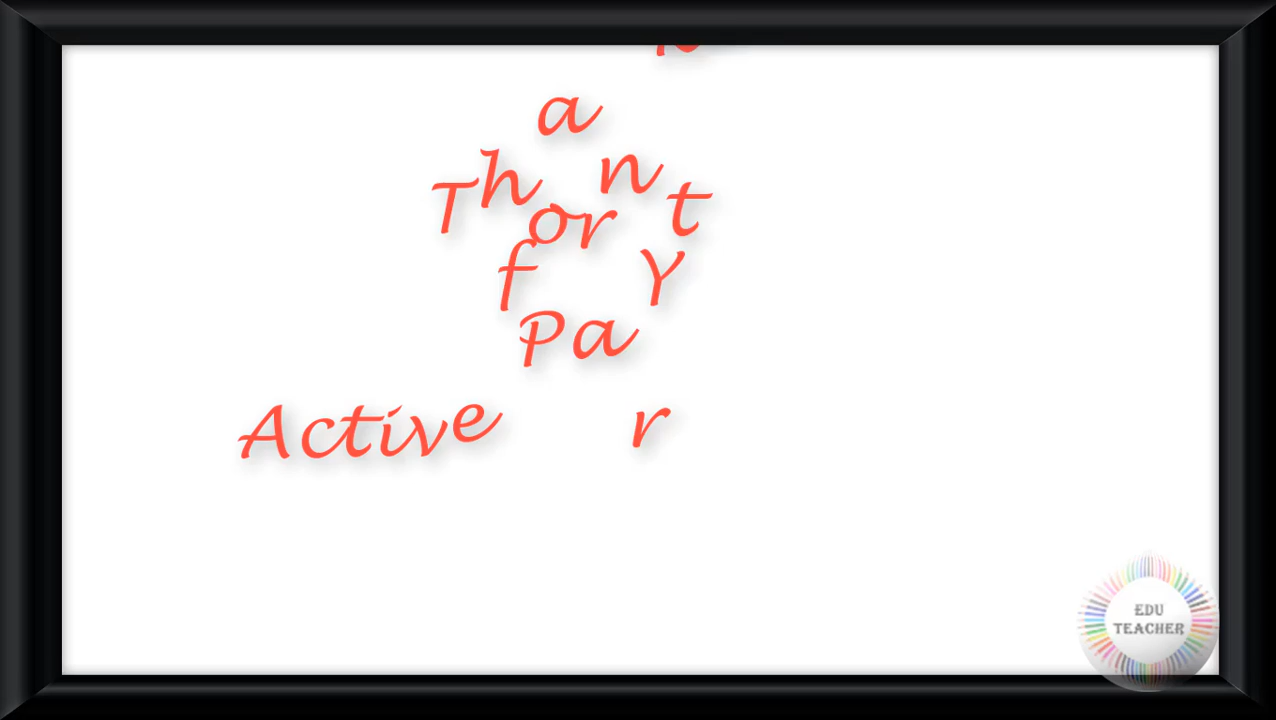 k
a
Th n t
or
f Y
Pa
Active r
EDU
TEACHER